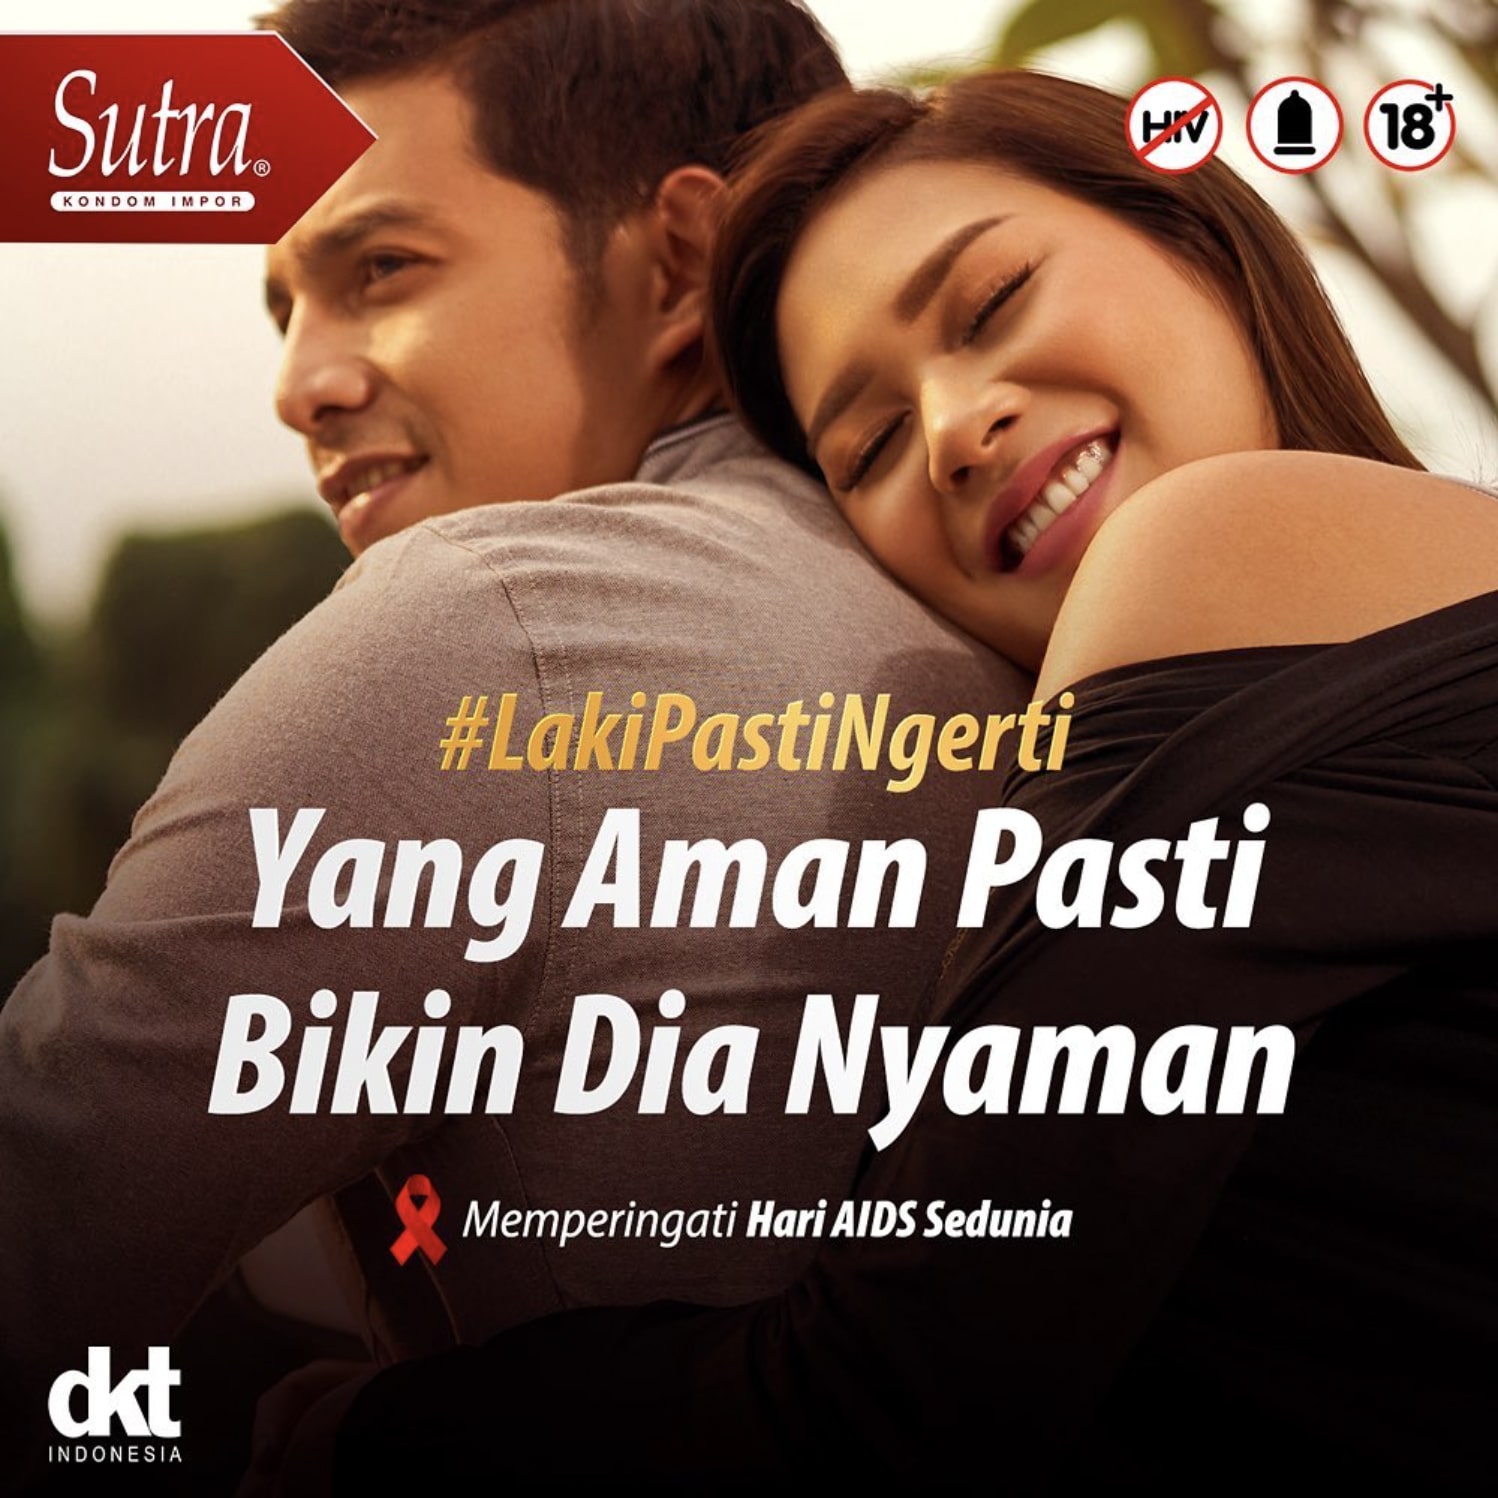 Sutra®
KONDOM IMPOR
HIV
18+
#LakiPastiNgerti
Yang Aman Pasti
Bikin Dia Nyaman
Memperingati Hari AIDS Sedunia
dkt
INDONESIA